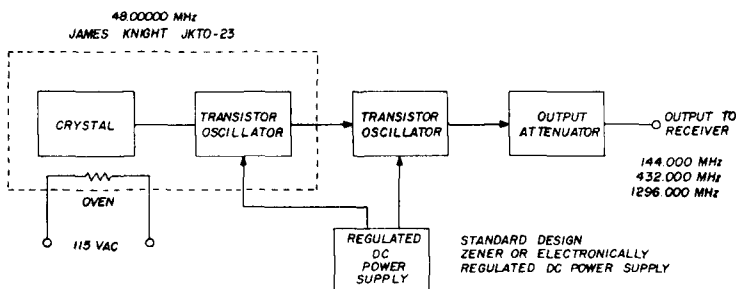 48.00000 MHz
JAMES KNIGHT JKTO-23
CRYSTAL
TRANSISTOR
OSCILLATOR
TRANSISTOR
OSCILLATOR
OUTPUT
ATTENUATOR
OUTPUT TO
RECEIVER
144.000 MHz
432.000 MHz
1296.000 MHz
OVEN
115 VAC
REGULATED
DC
POWER
SUPPLY
STANDARD DESIGN
ZENER OR ELECTRONICALLY
REGULATED DC POWER SUPPLY